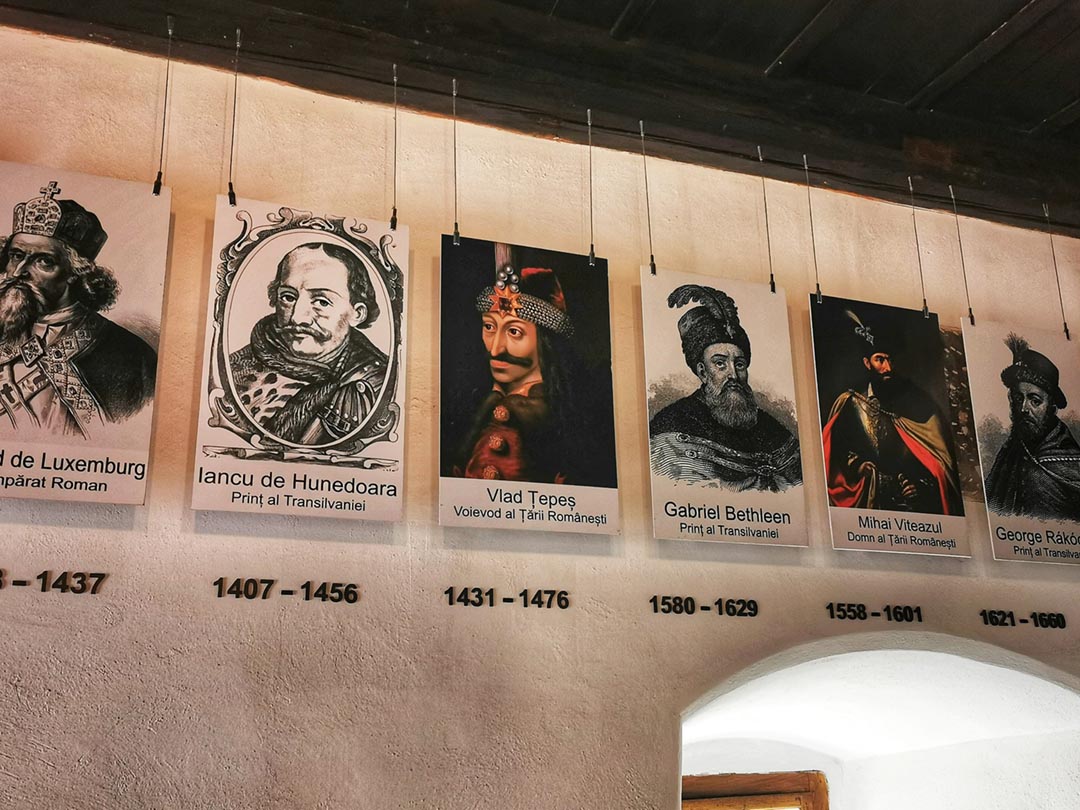 de Luxemburg
Roman
1437
Iancu de Hunedoara
Prinț al Transilvaniei
1407 – 1456
Vlad Țepeș
Voievod al Țării Românești
1431 – 1476
Gabriel Bethleen
Prinț al Transilvaniei
1580 – 1629
Mihai Viteazul
Domn al Țării Românești
1558 – 1601
George
Prinț al
1621 – 1660